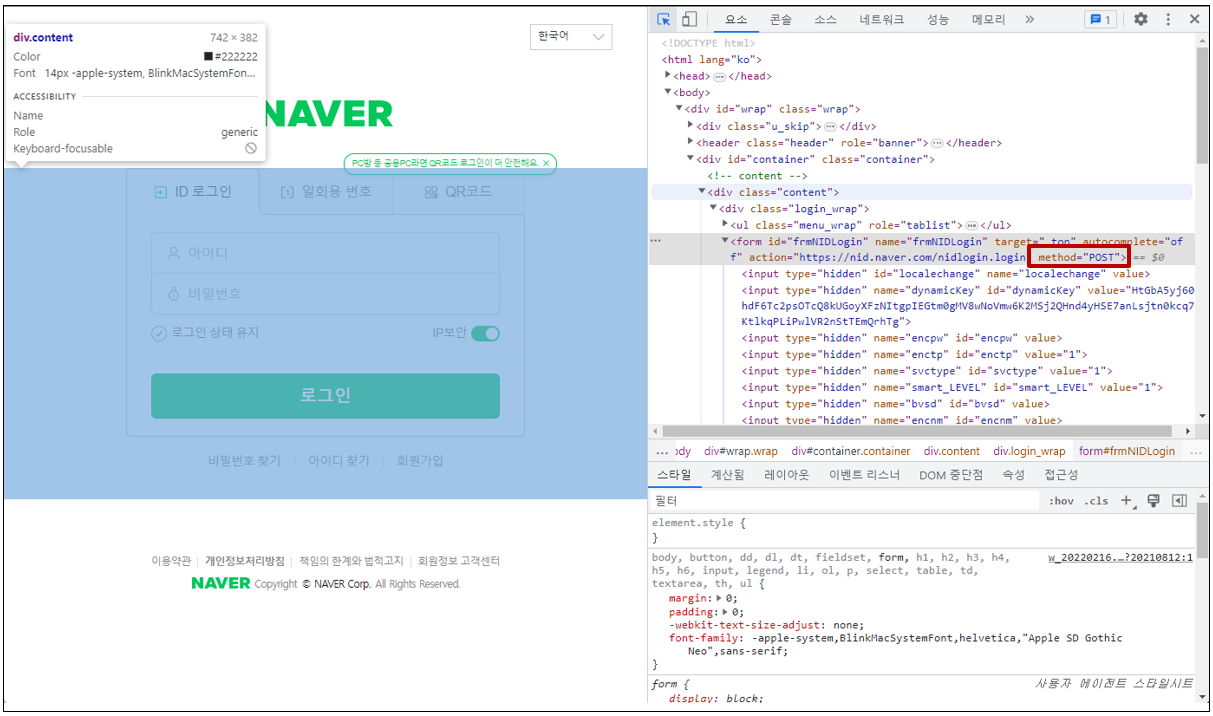 div.content 742 × 382
Color #222222
Font 14px -apple-system, BlinkMacSystemFon...
ACCESSIBILITY
Name
Role generic
Keyboard-focusable
한국어
NAVER
PC방 등 공용PC라면 QR코드 로그인이 더 안전해요. ×
ID 로그인
일회용 번호
QR코드
아이디
비밀번호
로그인 상태 유지
IP보안
로그인
비밀번호 찾기 | 아이디 찾기 | 회원가입
이용약관 | 개인정보처리방침 | 책임의 한계와 법적고지 | 회원정보 고객센터
NAVER Copyright © NAVER Corp. All Rights Reserved.
요소 콘솔 소스 네트워크 성능 메모리 » 1
<!DOCTYPE html>
<html lang="ko">
▶<head>…</head>
▼<body>
▼<div id="wrap" class="wrap">
▶<div class="u_skip">…</div>
▶<header class="header" role="banner">…</header>
▼<div id="container" class="container">
<!-- content -->
▼<div class="content">
▼<div class="login_wrap">
▶<ul class="menu_wrap" role="tablist">…</ul>
… ▼<form id="frmNIDLogin" name="frmNIDLogin" target="_top" autocomplete="of
f" action="https://nid.naver.com/nidlogin.login" method="POST"> == $0
<input type="hidden" id="localechange" name="localechange" value>
<input type="hidden" name="dynamicKey" id="dynamicKey" value="HtGbA5yj60
hdF6Tc2psOTcQ8kUGoyXFzNItgpIEGtm0gMV8wNoVmw6K2MSj2QHnd4yHSE7anLsjtn0kcq7
KtlkqPLiPwlVR2nStTEmQrhTg">
<input type="hidden" name="encpw" id="encpw" value>
<input type="hidden" name="enctp" id="enctp" value="1">
<input type="hidden" name="svctype" id="svctype" value="1">
<input type="hidden" name="smart_LEVEL" id="smart_LEVEL" value="1">
<input type="hidden" name="bvsd" id="bvsd" value>
<input type="hidden" name="encnm" id="encnm" value>
… ody div#wrap.wrap div#container.container div.content div.login_wrap form#frmNIDLogin …
스타일 계산됨 레이아웃 이벤트 리스너 DOM 중단점 속성 접근성
필터 :hov .cls +
element.style {
}
body, button, dd, dl, dt, fieldset, form, h1, h2, h3, h4, w_20220216.…?20210812:1
h5, h6, input, legend, li, ol, p, select, table, td,
textarea, th, ul {
margin:▶ 0;
padding:▶ 0;
-webkit-text-size-adjust: none;
font-family: -apple-system,BlinkMacSystemFont,helvetica,"Apple SD Gothic
Neo",sans-serif;
}
form { 사용자 에이전트 스타일시트
display: block;